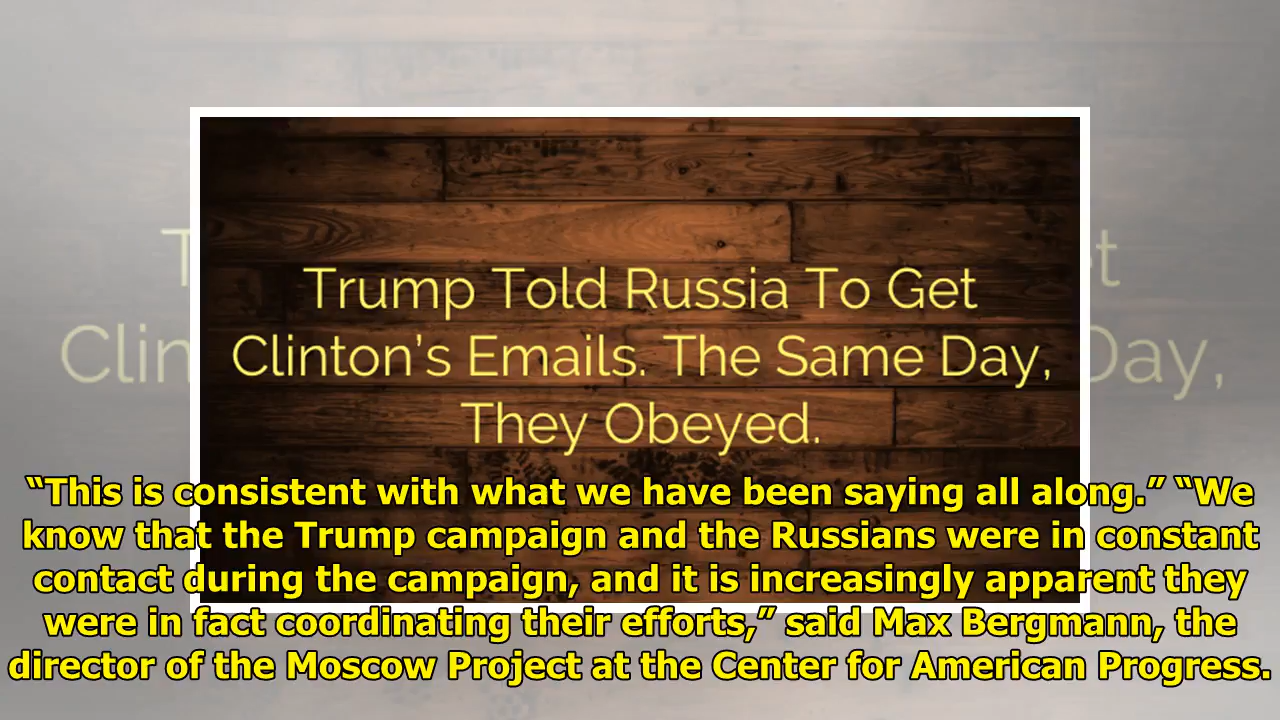 Trump Told Russia To Get
Clinton’s Emails. The Same Day,
They Obeyed.
“This is consistent with what we have been saying all along.” “We
know that the Trump campaign and the Russians were in constant
contact during the campaign, and it is increasingly apparent they
were in fact coordinating their efforts,” said Max Bergmann, the
director of the Moscow Project at the Center for American Progress.
T
t
Clin
Day,